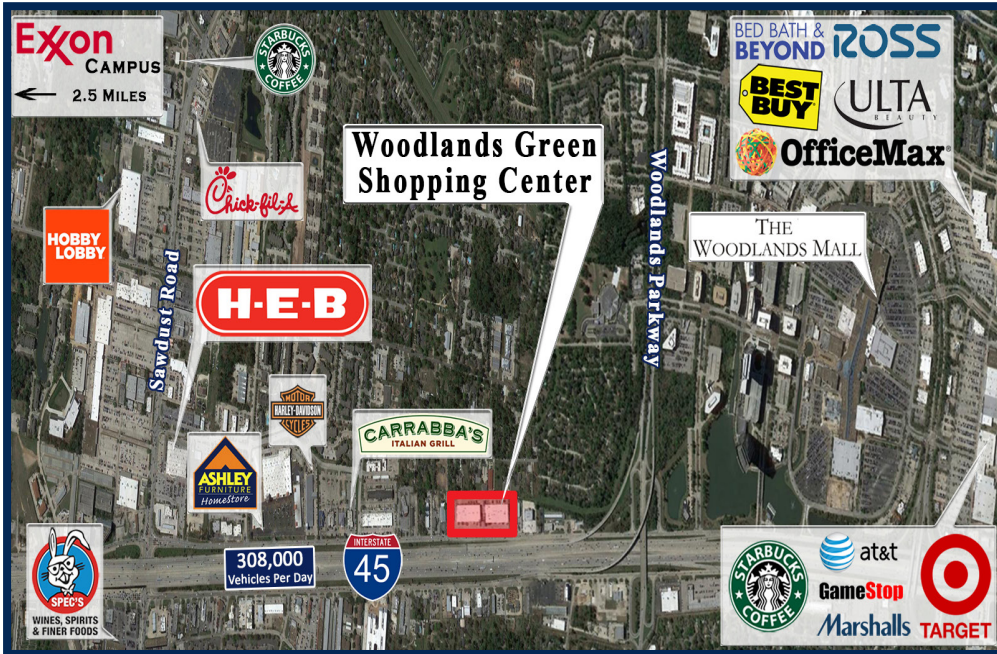 Exxon
CAMPUS
2.5 MILES
STARBUCKS
COFFEE
Chick-fil-A
HOBBY
LOBBY
Sawdust Road
H-E-B
MOTOR
HARLEY-DAVIDSON
CYCLES
ASHLEY
FURNITURE
HomeStore
CARRABBA'S
ITALIAN GRILL
Woodlands Green
Shopping Center
Woodlands Parkway
BED BATH &
BEYOND
ROSS
BEST
BUY
ULTA
BEAUTY
OfficeMax
THE
WOODLANDS MALL
SPEC'S
WINES, SPIRITS
& FINER FOODS
308,000
Vehicles Per Day
INTERSTATE
45
STARBUCKS
COFFEE
at&t
GameStop
Marshalls
TARGET